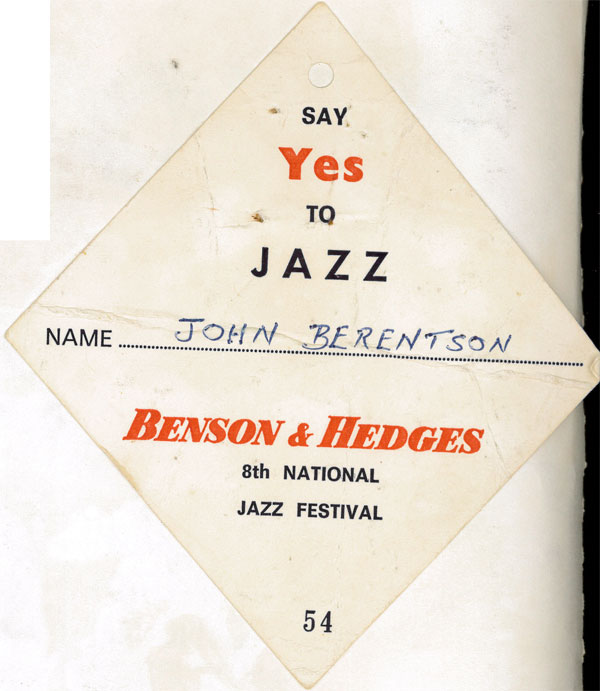 SAY
Yes
TO
JAZZ
NAME JOHN BERENTSON
BENSON & HEDGES
8th NATIONAL
JAZZ FESTIVAL
54